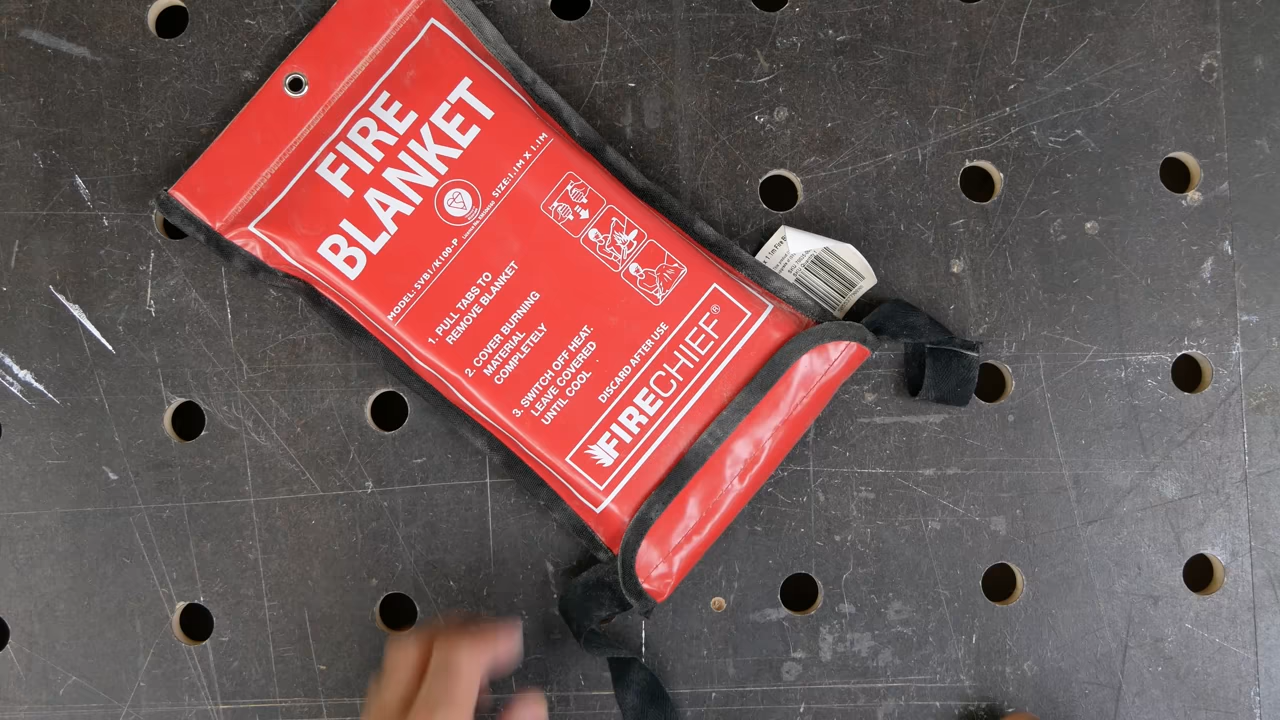 FIRE
BLANKET
MODEL: SVB1/K100-P
SIZE:1.1M X 1.1M
1. PULL TABS TO
REMOVE BLANKET
2. COVER BURNING
MATERIAL
COMPLETELY
3. SWITCH OFF HEAT.
LEAVE COVERED
UNTIL COOL
DISCARD AFTER USE
FIRECHIEF®